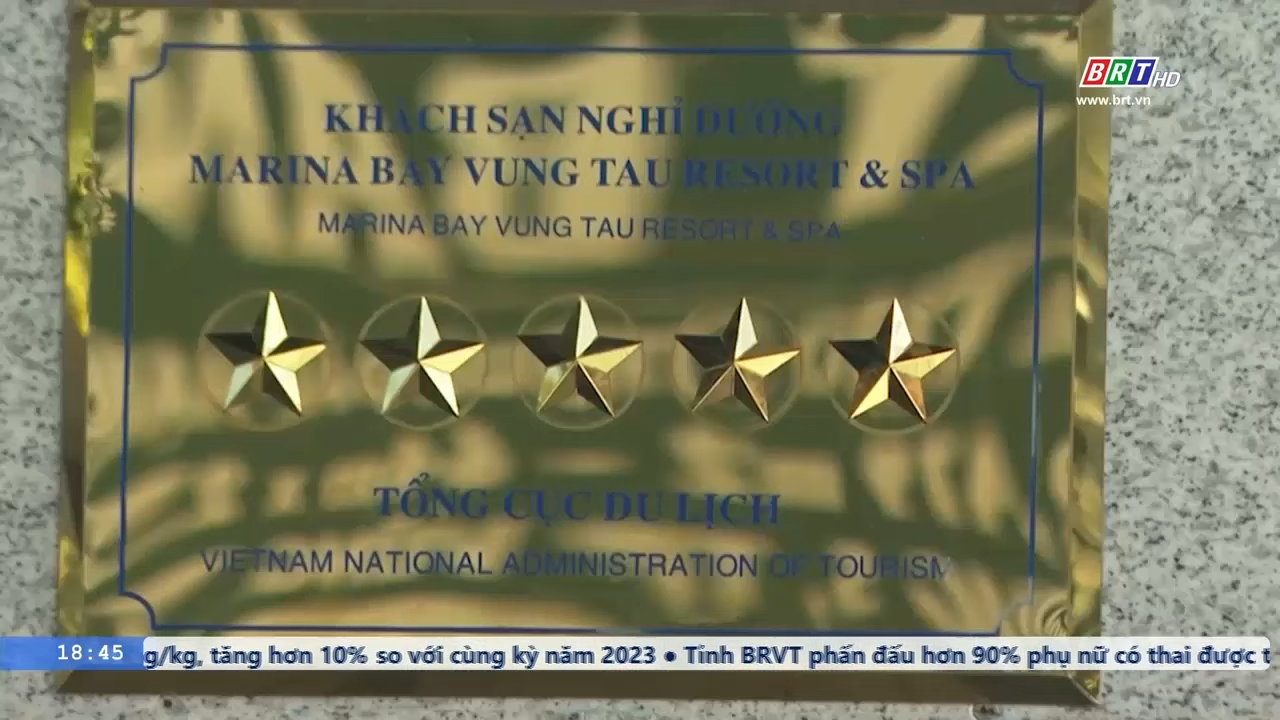 BRT HD
www.brt.vn
KHÁCH SẠN NGHỈ DƯỠNG
MARINA BAY VUNG TAU RESORT & SPA
MARINA BAY VUNG TAU RESORT & SPA
TỔNG CỤC DU LỊCH
VIETNAM NATIONAL ADMINISTRATION OF TOURISM
18:45 g/kg, tăng hơn 10% so với cùng kỳ năm 2023 • Tỉnh BRVT phấn đấu hơn 90% phụ nữ có thai được t